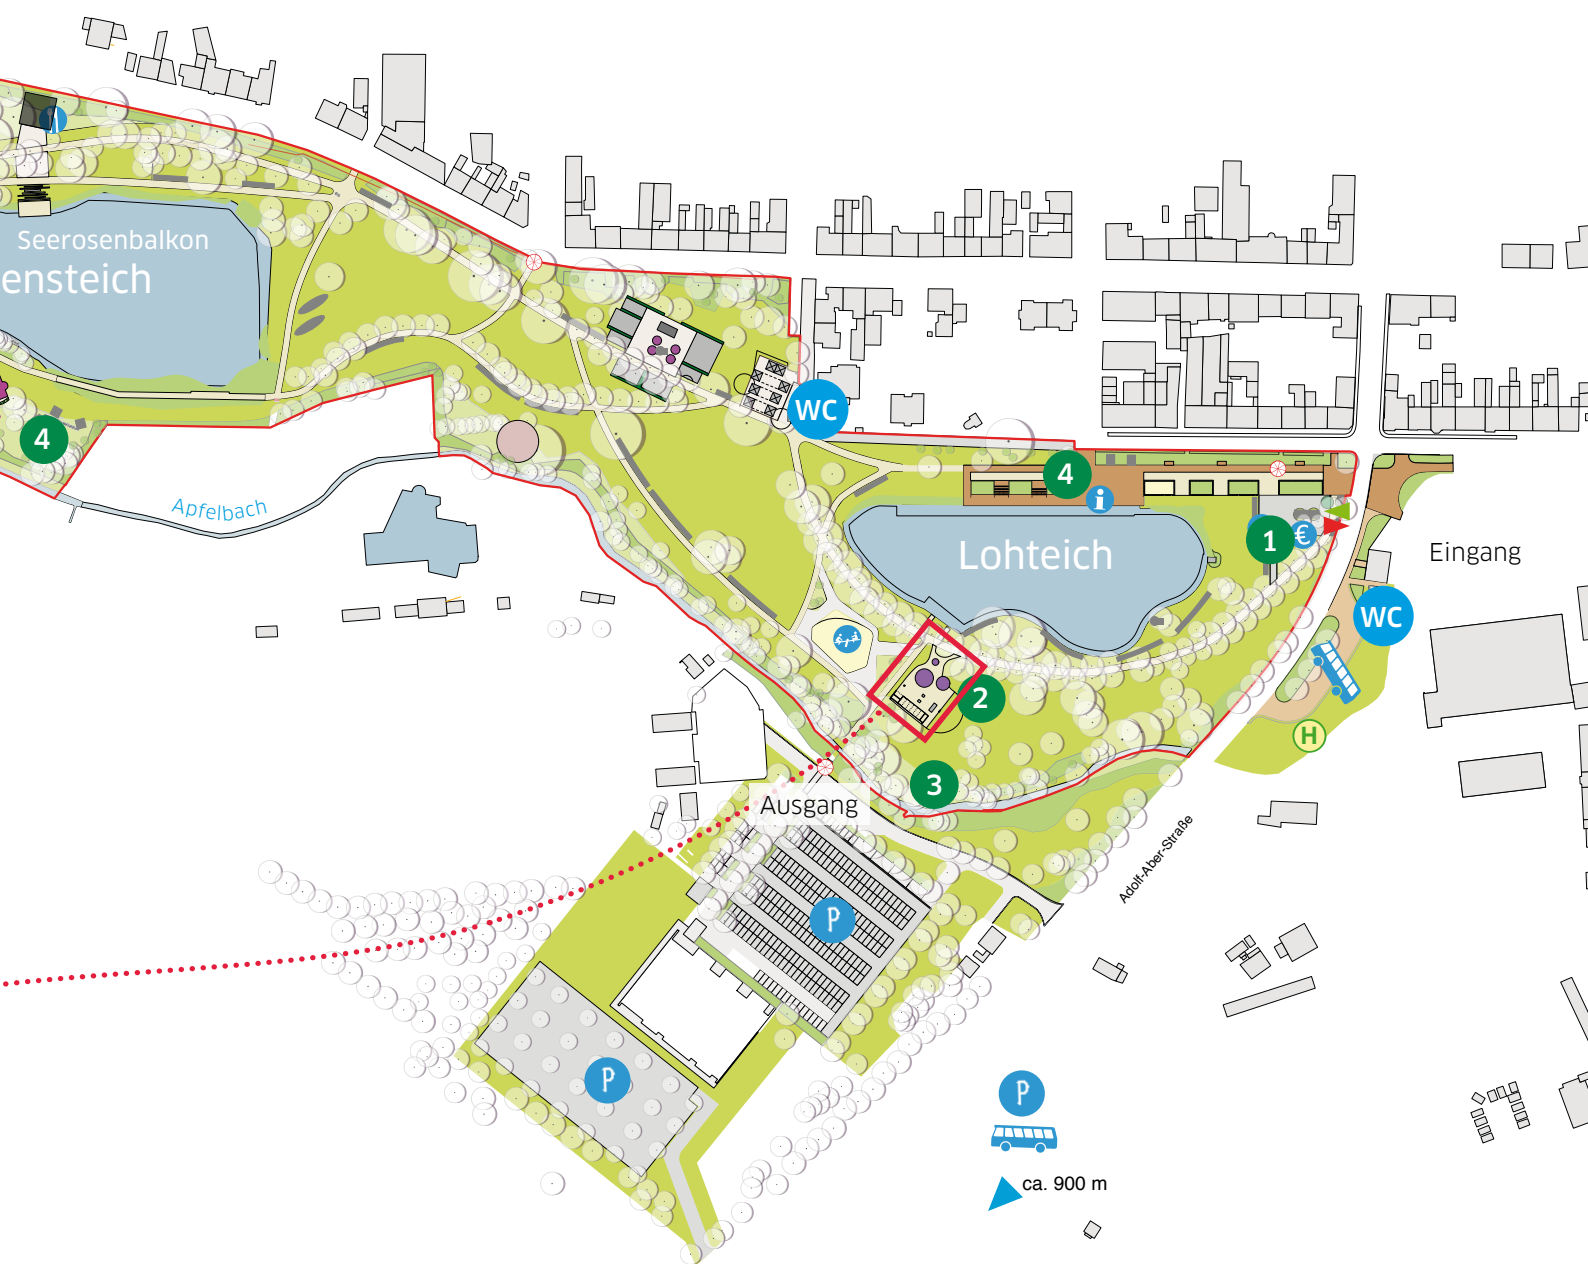 Seerosenbalkon
ensteich
WC
4
4
Apfelbach
i
Lohteich
1
€
Eingang
WC
2
H
3
Ausgang
Adolf-Aber-Straße
P
P
P
ca. 900 m